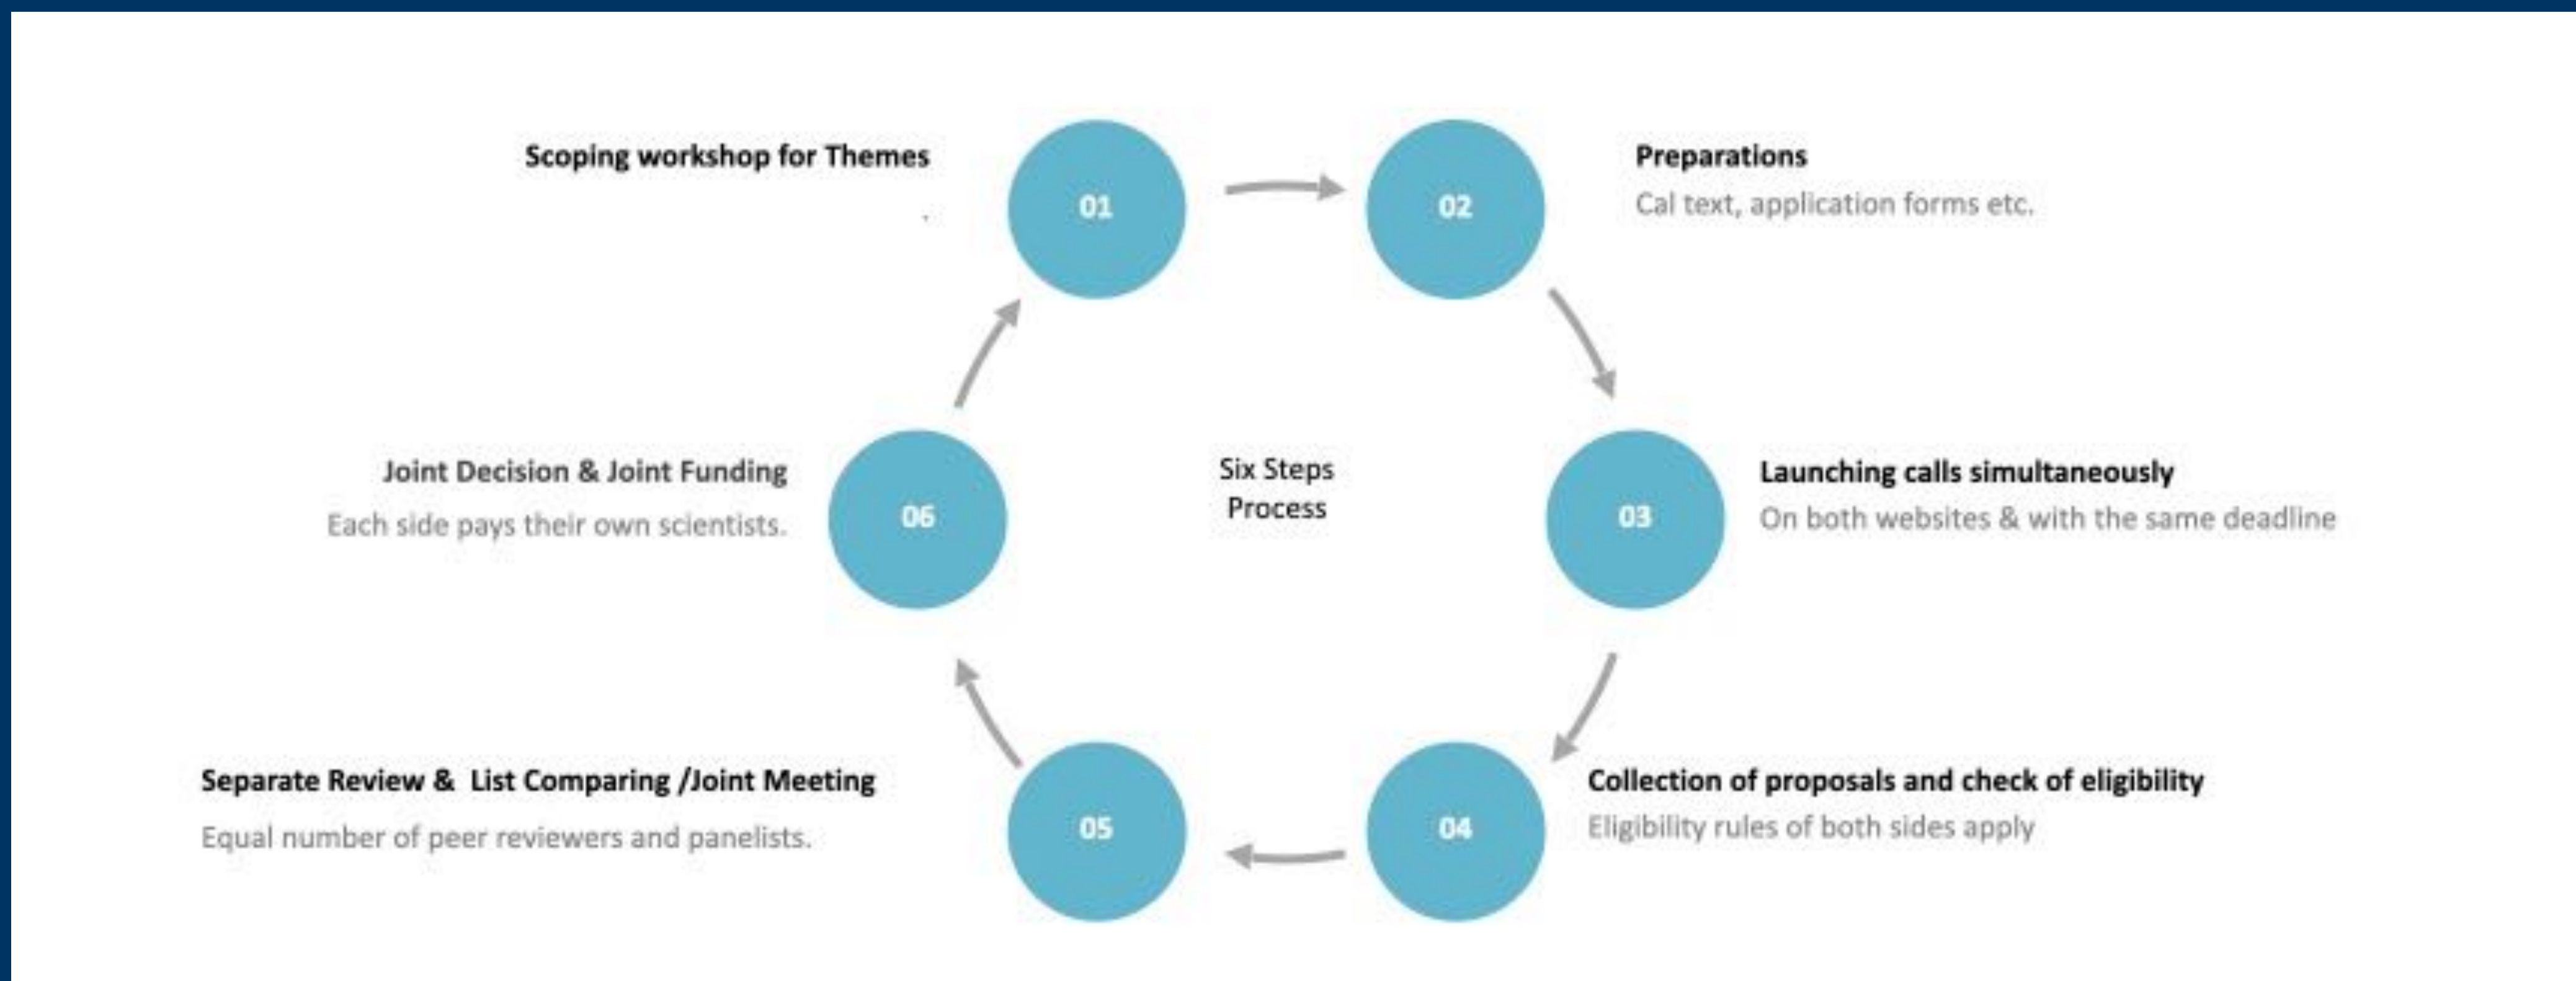 Scoping workshop for Themes
.
01
02
Preparations
Cal text, application forms etc.
03
Launching calls simultaneously
On both websites & with the same deadline
04
Collection of proposals and check of eligibility
Eligibility rules of both sides apply
05
Separate Review &  List Comparing /Joint Meeting
Equal number of peer reviewers and panelists.
06
Joint Decision & Joint Funding
Each side pays their own scientists.
Six Steps
Process